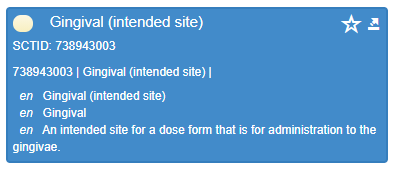 Gingival (intended site)
SCTID: 738943003
738943003 | Gingival (intended site) |
en Gingival (intended site)
en Gingival
en An intended site for a dose form that is for administration to the
gingivae.